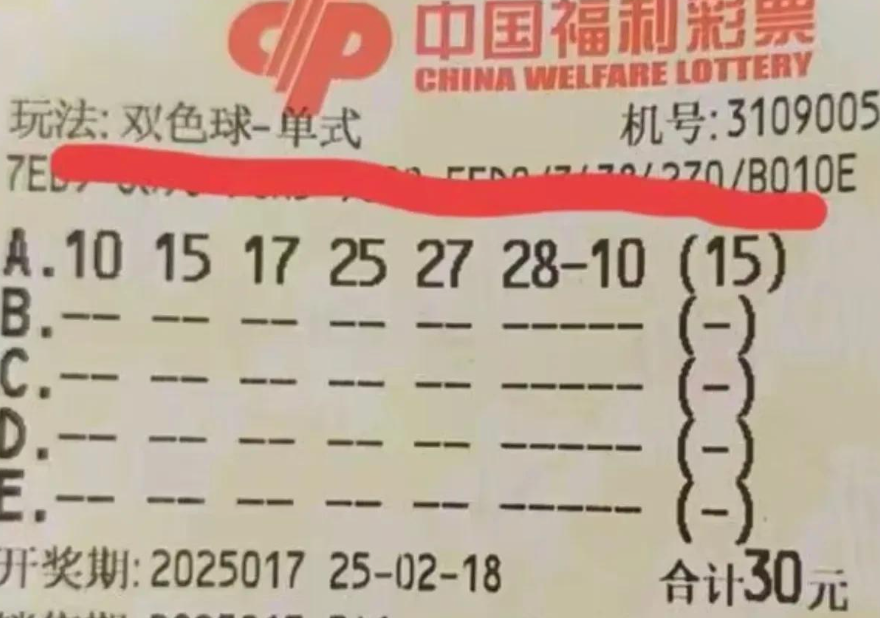 中国福利彩票
CHINA WELFARE LOTTERY
玩法: 双色球-单式 机号:3109005
/B010E
A.10 15 17 25 27 28-10 (15)
B.-- -- -- -- -- ----- (-)
C.-- -- -- -- -- ----- (-)
D.-- -- -- -- -- ----- (-)
E.-- -- -- -- -- ----- (-)
开奖期:2025017 25-02-18 合计30元